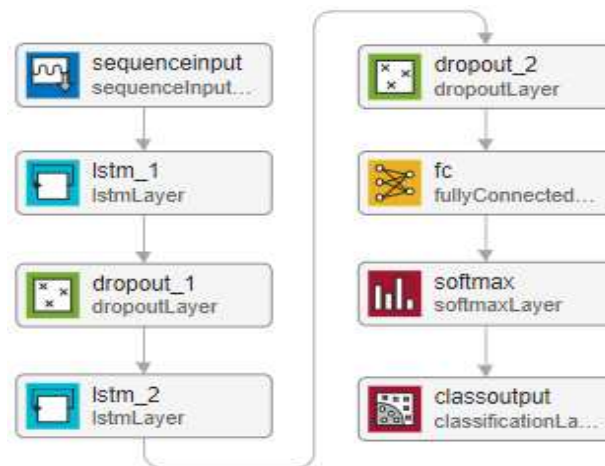 sequenceinput
sequenceInput...
lstm_1
lstmLayer
dropout_1
dropoutLayer
lstm_2
lstmLayer
dropout_2
dropoutLayer
fc
fullyConnected...
softmax
softmaxLayer
classoutput
classificationLa...